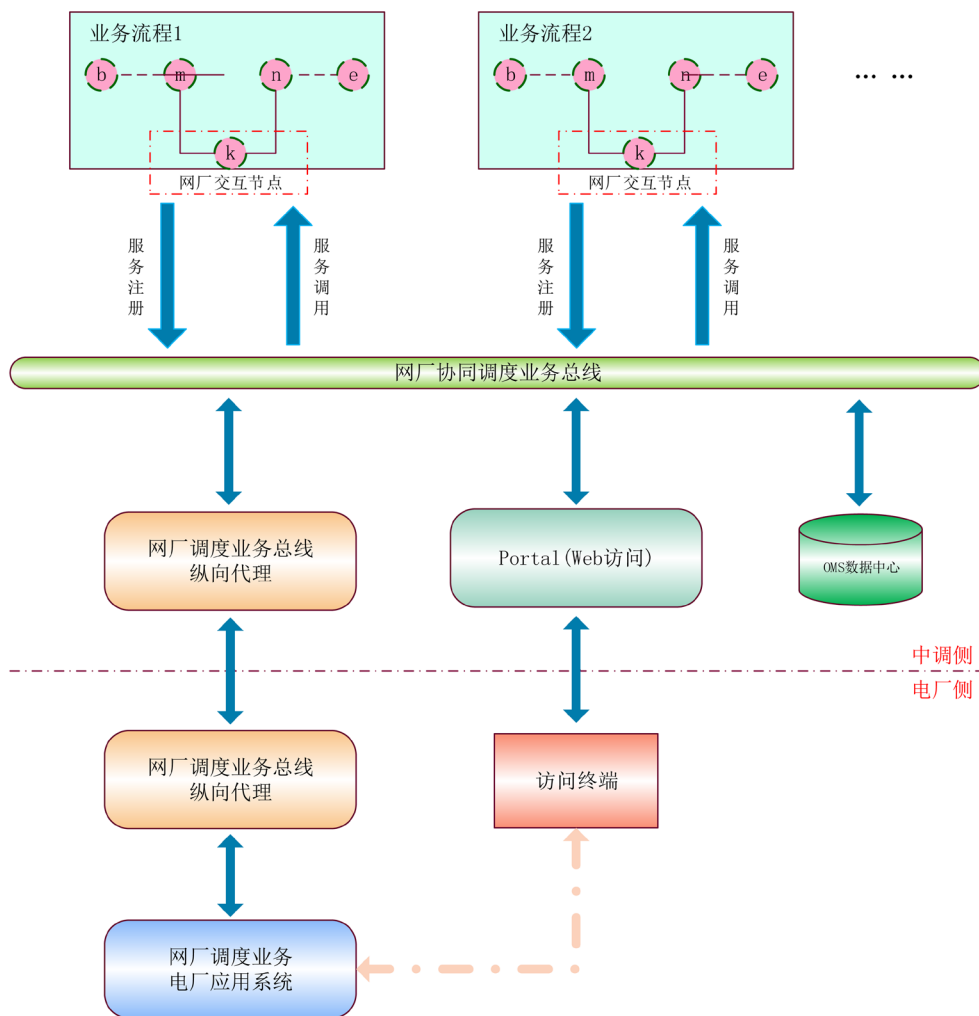 业务流程1
b
m
n
e
k
网厂交互节点
业务流程2
b
m
n
e
k
网厂交互节点
... ...
服务注册
服务调用
服务注册
服务调用
网厂协同调度业务总线
网厂调度业务总线
纵向代理
Portal(Web访问)
OMS数据中心
中调侧
电厂侧
网厂调度业务总线
纵向代理
访问终端
网厂调度业务
电厂应用系统